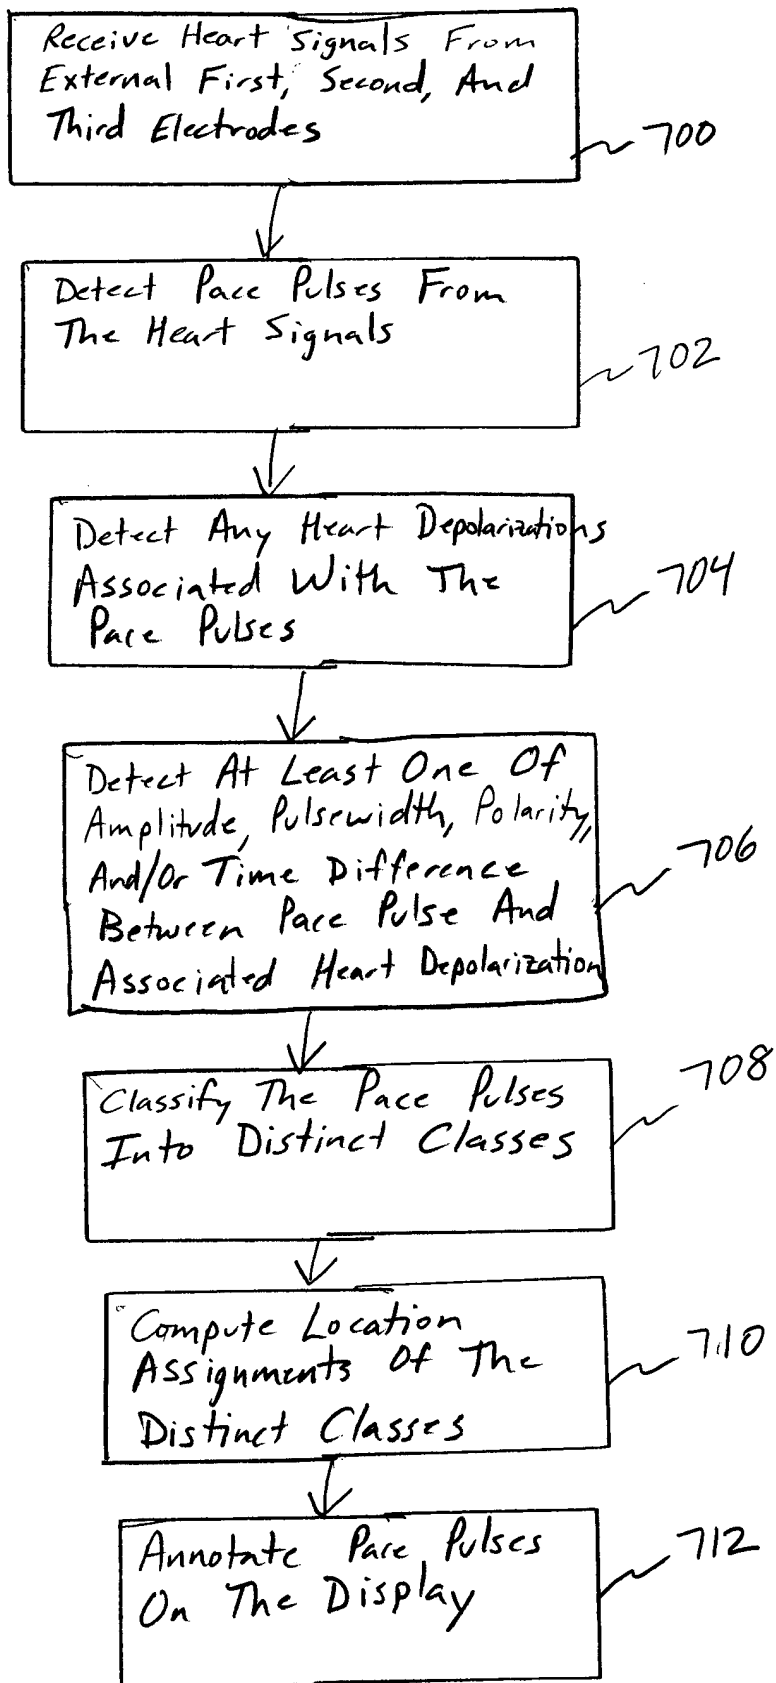 Receive Heart Signals From
External First, Second, And
Third Electrodes
700
Detect Pace Pulses From
The Heart Signals
702
Detect Any Heart Depolarizations
Associated With The
Pace Pulses
704
Detect At Least One Of
Amplitude, Pulsewidth, Polarity,
And/Or Time Difference
Between Pace Pulse And
Associated Heart Depolarization
706
Classify The Pace Pulses
Into Distinct Classes
708
Compute Location
Assignments Of The
Distinct Classes
710
Annotate Pace Pulses
On The Display
712